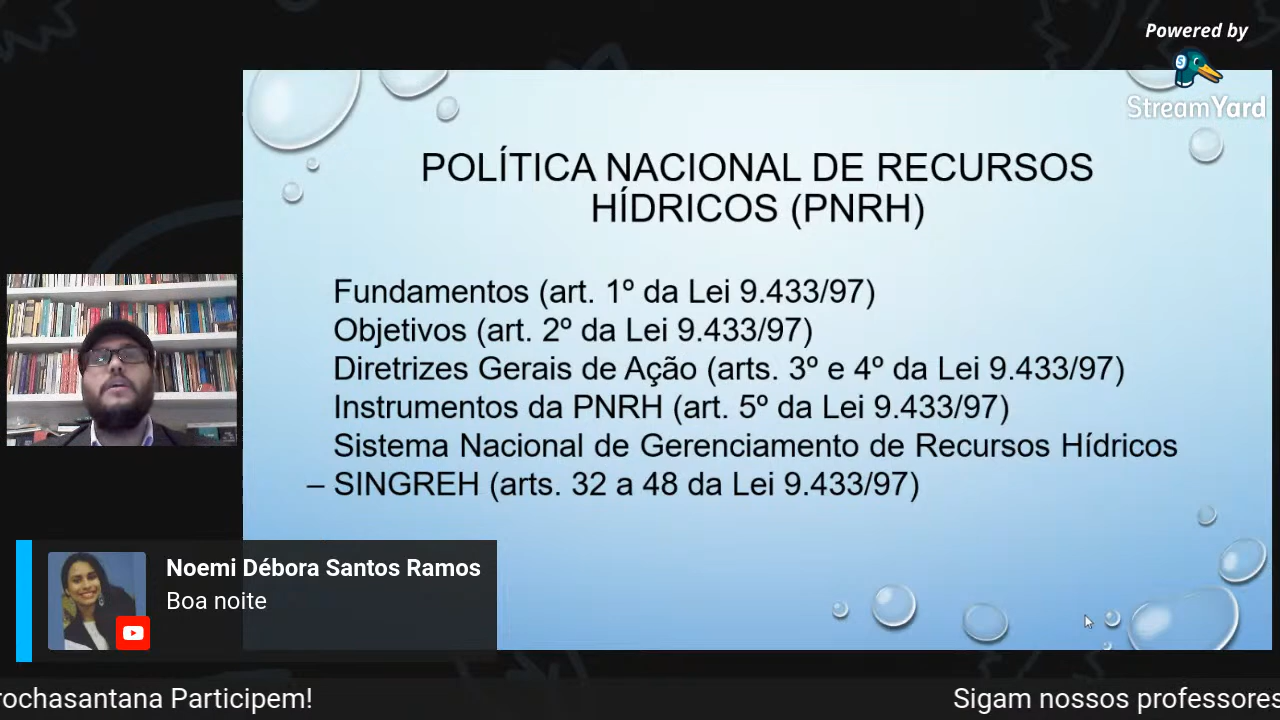 Powered by
StreamYard
POLÍTICA NACIONAL DE RECURSOS
HÍDRICOS (PNRH)
Fundamentos (art. 1º da Lei 9.433/97)
Objetivos (art. 2º da Lei 9.433/97)
Diretrizes Gerais de Ação (arts. 3º e 4º da Lei 9.433/97)
Instrumentos da PNRH (art. 5º da Lei 9.433/97)
Sistema Nacional de Gerenciamento de Recursos Hídricos
– SINGREH (arts. 32 a 48 da Lei 9.433/97)
Noemi Débora Santos Ramos
Boa noite
rochasantana Participem!
Sigam nossos professores